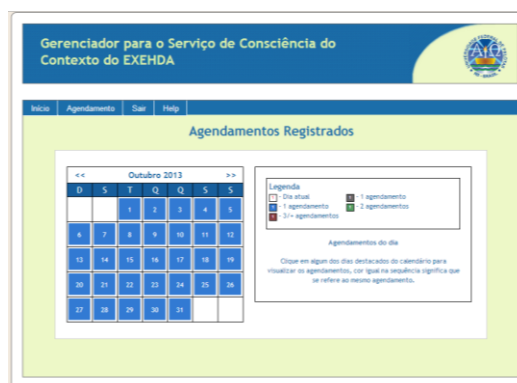 Gerenciador para o Serviço de Consciência do
Contexto do EXEHDA
Início Agendamento Sair Help
Agendamentos Registrados
<< Outubro 2013 >>
D S T Q Q S S
1 2 3 4 5
6 7 8 9 10 11 12
13 14 15 16 17 18 19
20 21 22 23 24 25 26
27 28 29 30 31
Legenda
- Dia atual - 1 agendamento
- 1 agendamento - 2 agendamentos
- 3/+ agendamentos
Agendamentos do dia
Clique em algum dos dias destacados do calendário para
visualizar os agendamentos, cor igual na sequência significa que
se refere ao mesmo agendamento.